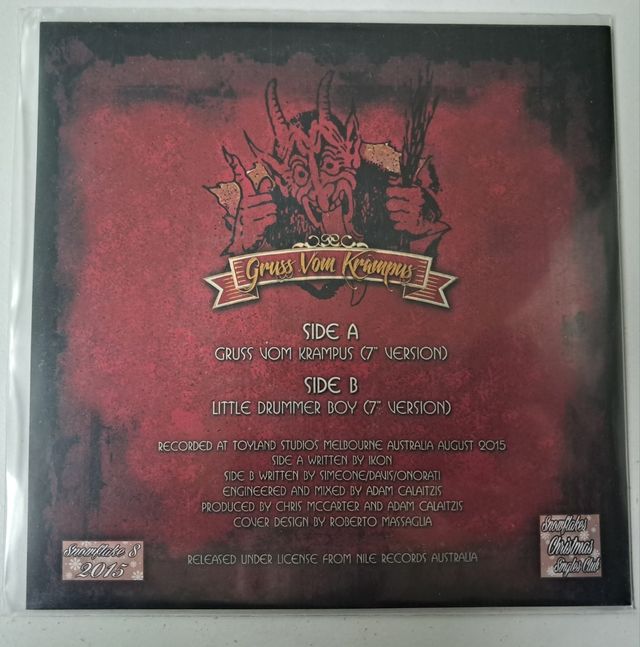 Gruss Vom Krampus
SIDE A
GRUSS VOM KRAMPUS (7" VERSION)
SIDE B
LITTLE DRUMMER BOY (7" VERSION)
RECORDED AT TOYLAND STUDIOS MELBOURNE AUSTRALIA AUGUST 2015
SIDE A WRITTEN BY IKON
SIDE B WRITTEN BY SIMEONE/DAVIS/ONORATI
ENGINEERED AND MIXED BY ADAM CALAITZIS
PRODUCED BY CHRIS MCCARTER AND ADAM CALAITZIS
COVER DESIGN BY ROBERTO MASSAGLIA
RELEASED UNDER LICENSE FROM NILE RECORDS AUSTRALIA
Snowflake 8
2015
Snowflakes
Christmas
Singles Club